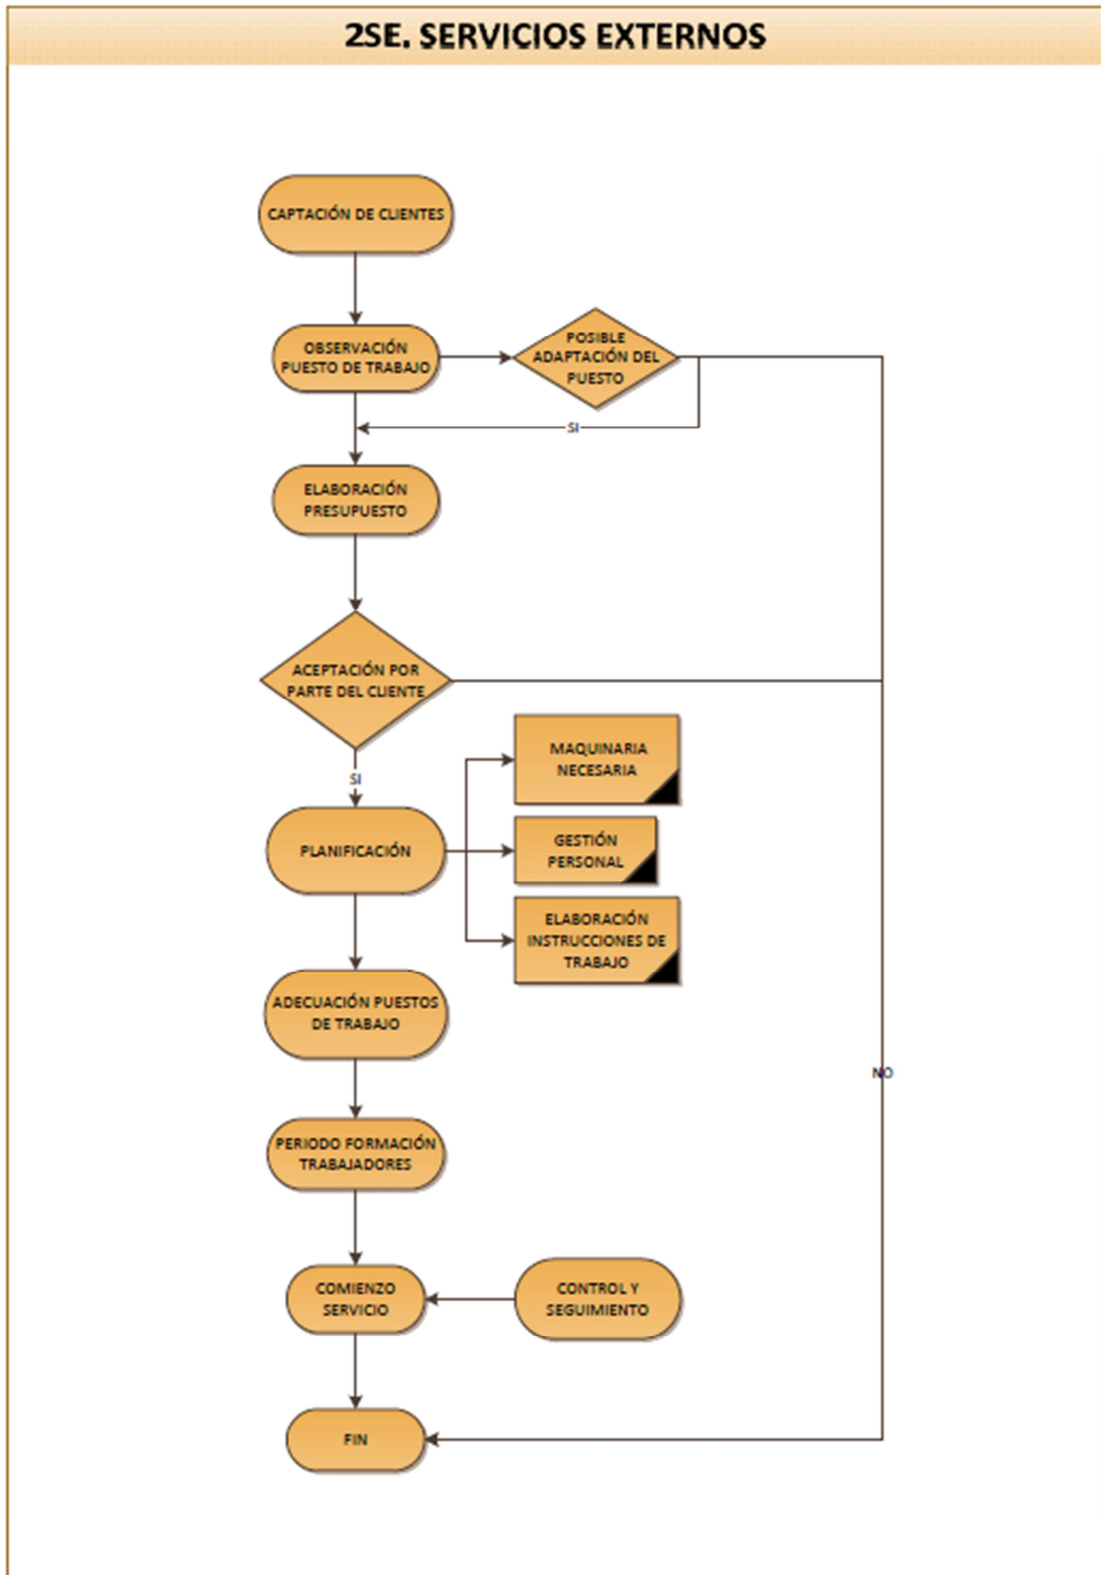 2SE. SERVICIOS EXTERNOS
CAPTACIÓN DE CLIENTES
OBSERVACIÓN
PUESTO DE TRABAJO
POSIBLE
ADAPTACIÓN DEL
PUESTO
SI
ELABORACIÓN
PRESUPUESTO
ACEPTACIÓN POR
PARTE DEL CLIENTE
SI
MAQUINARIA
NECESARIA
PLANIFICACIÓN
GESTIÓN
PERSONAL
ELABORACIÓN
INSTRUCCIONES DE
TRABAJO
ADECUACIÓN PUESTOS
DE TRABAJO
NO
PERIODO FORMACIÓN
TRABAJADORES
COMIENZO
SERVICIO
CONTROL Y
SEGUIMIENTO
FIN